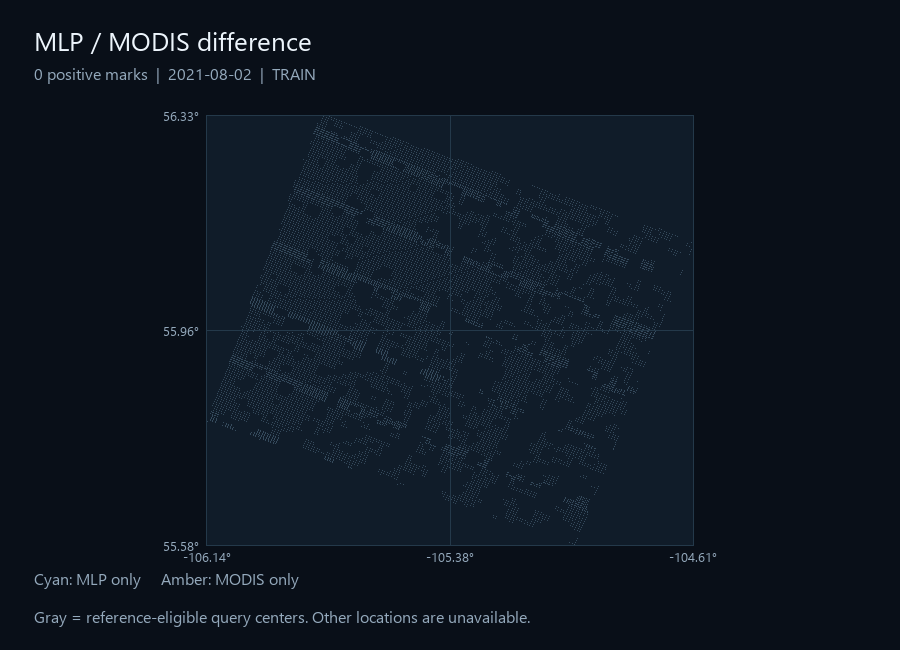 MLP / MODIS difference
0 positive marks | 2021-08-02 | TRAIN
56.33°
55.96°
55.58°
-106.14° -105.38° -104.61°
Cyan: MLP only Amber: MODIS only
Gray = reference-eligible query centers. Other locations are unavailable.